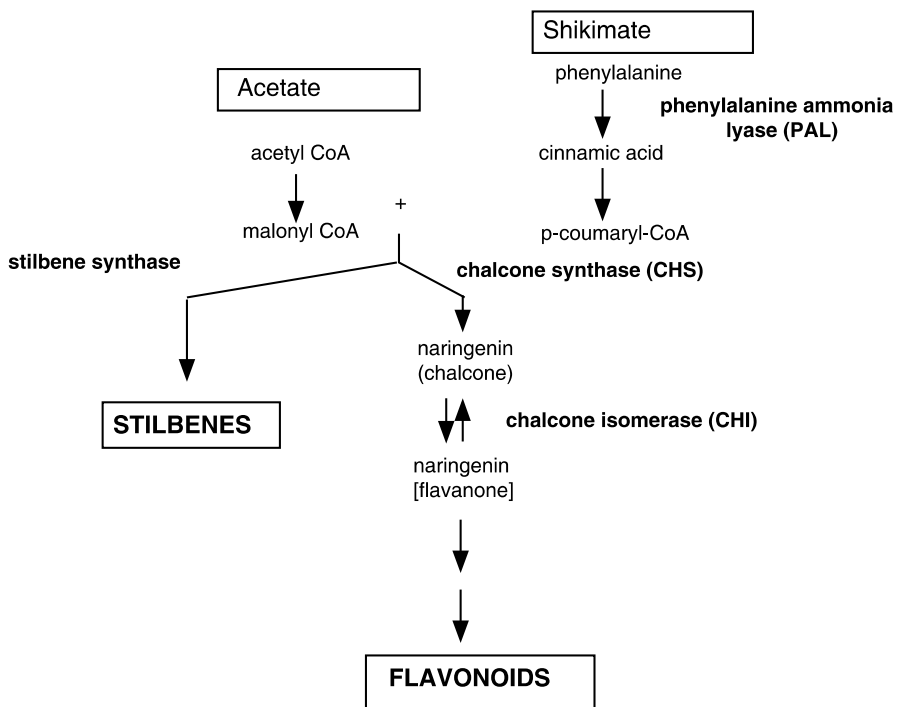 Shikimate
Acetate
phenylalanine
phenylalanine ammonia
lyase (PAL)
acetyl CoA
cinnamic acid
+
malonyl CoA
p-coumaryl-CoA
stilbene synthase
chalcone synthase (CHS)
naringenin
(chalcone)
STILBENES
chalcone isomerase (CHI)
naringenin
[flavanone]
FLAVONOIDS